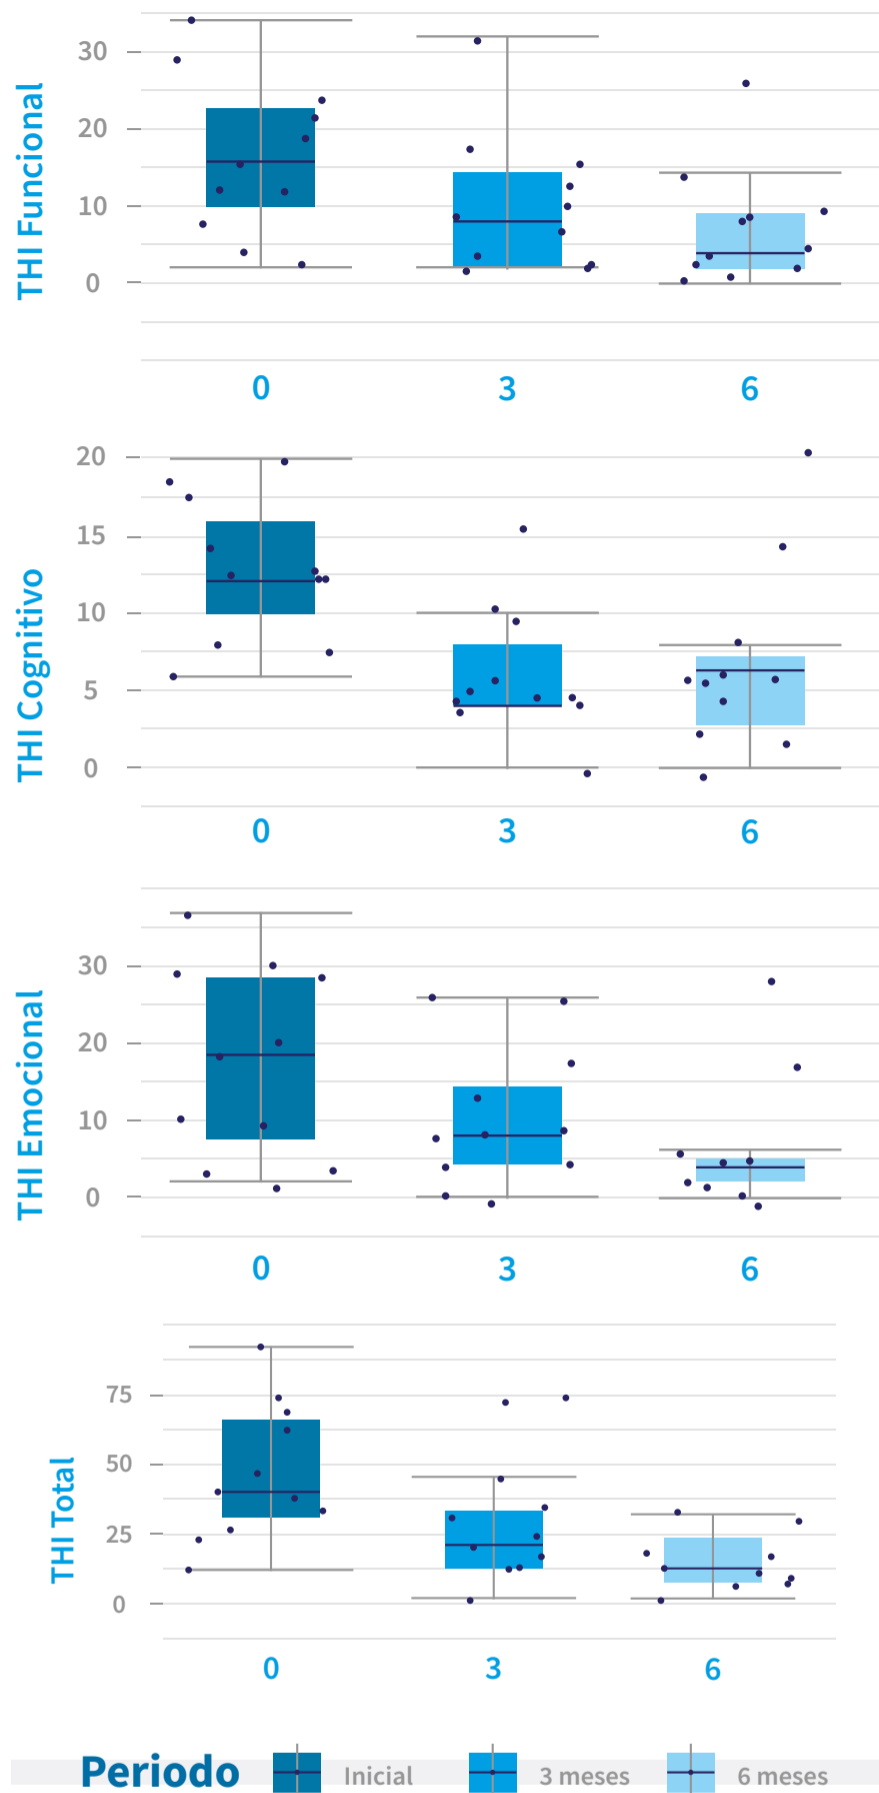 THI Funcional
30
20
10
0
0 3 6
THI Cognitivo
20
15
10
5
0
0 3 6
THI Emocional
30
20
10
0
0 3 6
THI Total
75
50
25
0
0 3 6
Periodo Inicial 3 meses 6 meses